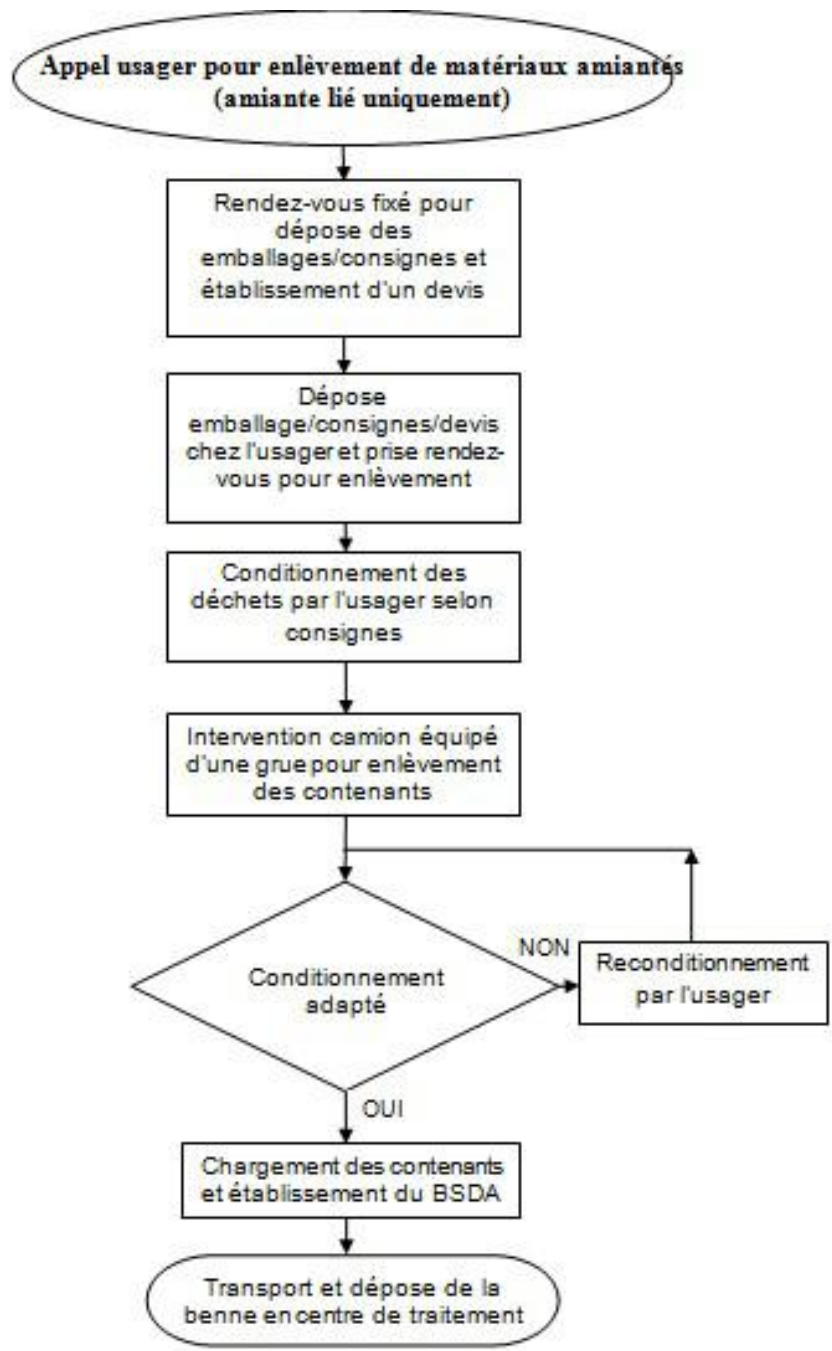 Appel usager pour enlèvement de matériaux amiantés
(amiante lié uniquement)
Rendez-vous fixé pour
dépose des
emballages/consignes et
établissement d'un devis
Dépose
emballage/consignes/devis
chez l'usager et prise rendez-
vous pour enlèvement
Conditionnement des
déchets par l'usager selon
consignes
Intervention camion équipé
d'une grue pour enlèvement
des contenants
Conditionnement
adapté
NON
Reconditionnement
par l'usager
OUI
Chargement des contenants
et établissement du BSDA
Transport et dépose de la
benne en centre de traitement